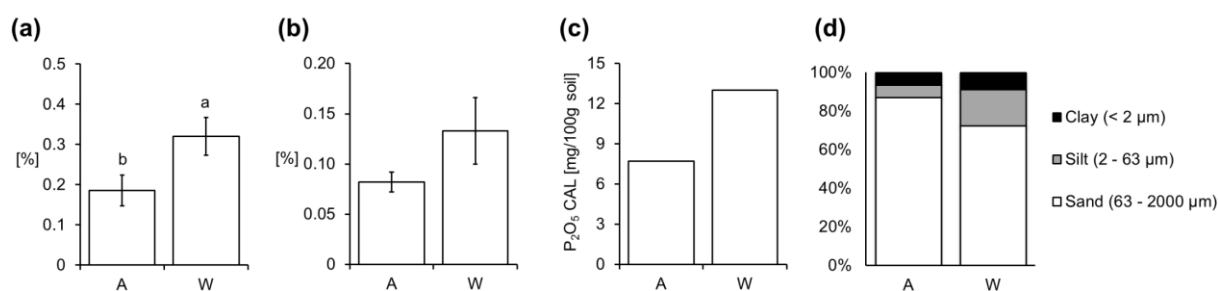 (a)
0.5
0.4
0.3
0.2
0.1
0
[%]
b
a
A W
(b)
0.20
0.15
0.10
0.05
0
[%]
A W
(c)
P₂O₅ CAL [mg/100g soil]
15
12
9
6
3
0
A W
(d)
100%
80%
60%
40%
20%
0%
A W
Clay (< 2 µm)
Silt (2 - 63 µm)
Sand (63 - 2000 µm)